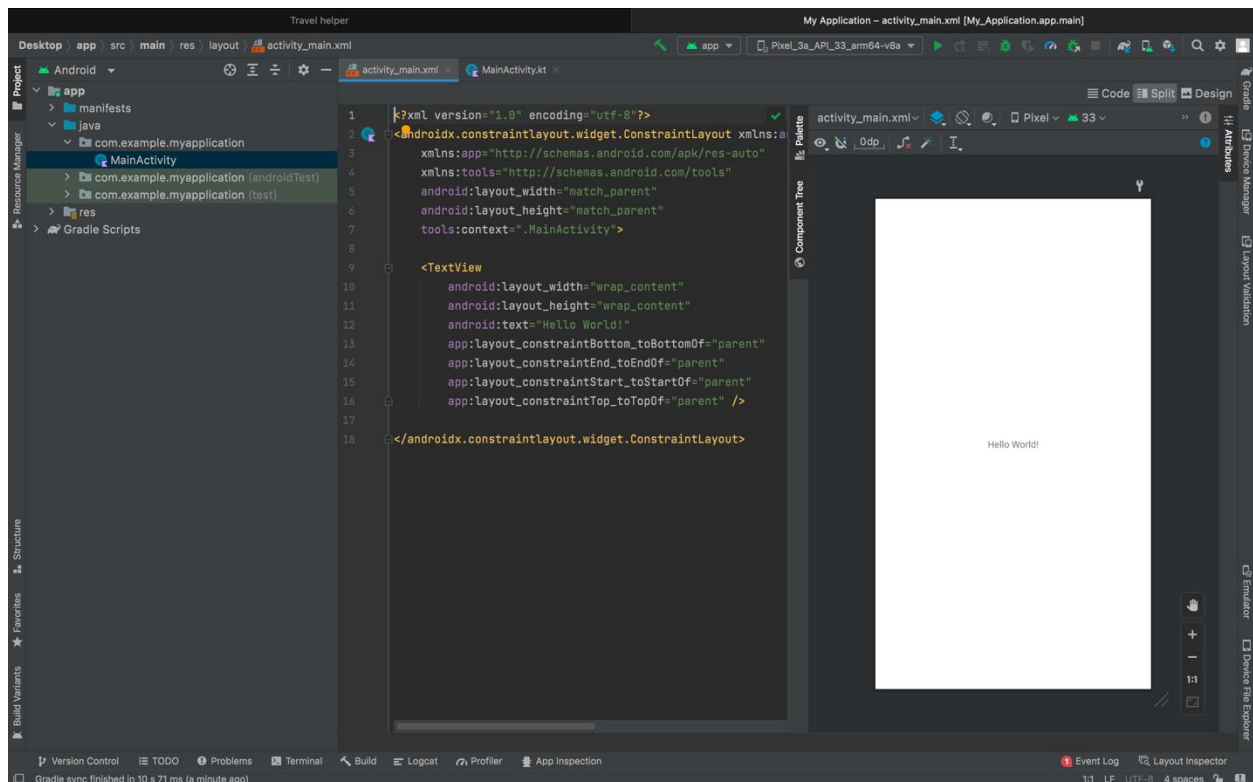 Travel helper
My Application – activity_main.xml [My_Application.app.main]
Desktop app src main res layout activity_main.xml
app Pixel_3a_API_33_arm64-v8a
Project
Resource Manager
Structure
Favorites
Build Variants
Android
app
manifests
java
com.example.myapplication
MainActivity
com.example.myapplication (androidTest)
com.example.myapplication (test)
res
Gradle Scripts
activity_main.xml MainActivity.kt
Code Split Design
1 <?xml version="1.0" encoding="utf-8"?>
2 <androidx.constraintlayout.widget.ConstraintLayout xmlns:a
3 xmlns:app="http://schemas.android.com/apk/res-auto"
4 xmlns:tools="http://schemas.android.com/tools"
5 android:layout_width="match_parent"
6 android:layout_height="match_parent"
7 tools:context=".MainActivity">
8
9 <TextView
10 android:layout_width="wrap_content"
11 android:layout_height="wrap_content"
12 android:text="Hello World!"
13 app:layout_constraintBottom_toBottomOf="parent"
14 app:layout_constraintEnd_toEndOf="parent"
15 app:layout_constraintStart_toStartOf="parent"
16 app:layout_constraintTop_toTopOf="parent" />
17
18 </androidx.constraintlayout.widget.ConstraintLayout>
Palette
Component Tree
activity_main.xml Pixel 33
0dp
Hello World!
1:1
Attributes
Gradle
Device Manager
Layout Validation
Emulator
Device File Explorer
Version Control TODO Problems Terminal Build Logcat Profiler App Inspection
1 Event Log Layout Inspector
Gradle sync finished in 10 s 71 ms (a minute ago)
1:1 LF UTF-8 4 spaces